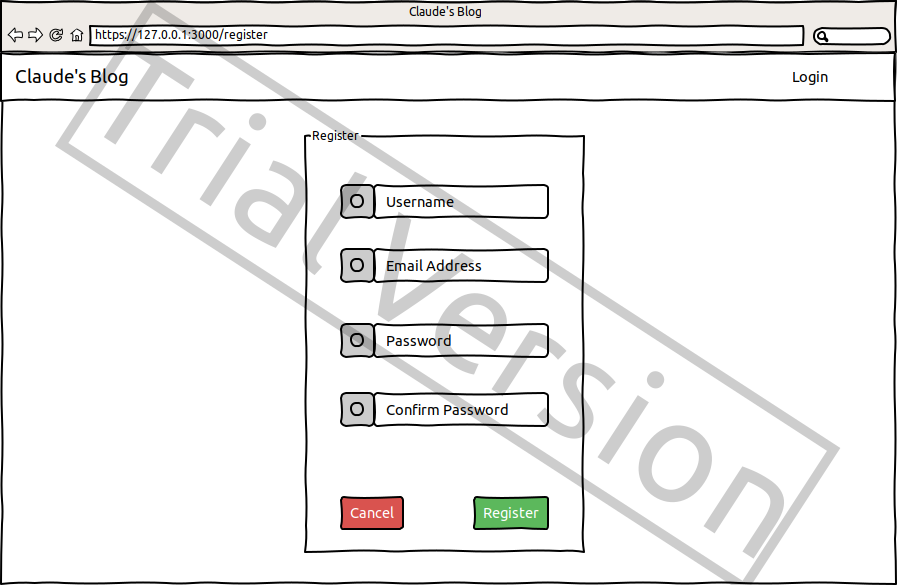 Claude's Blog
https://127.0.0.1:3000/register
Claude's Blog
Login
Register
Username
Email Address
Password
Confirm Password
Cancel
Register
Trial Version